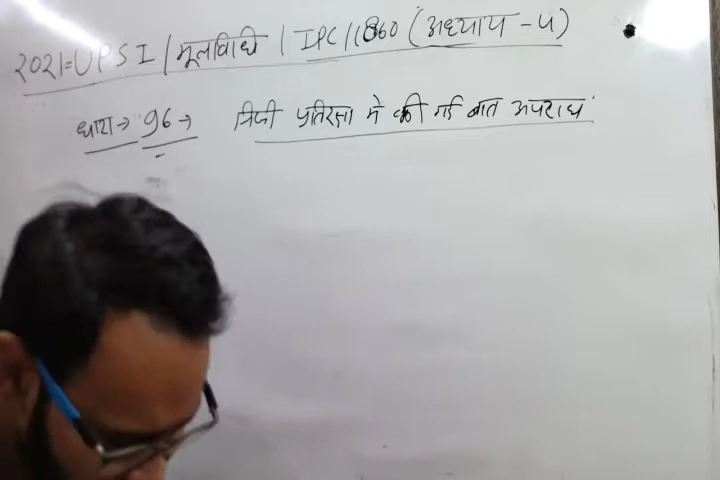 2021=UPSI / मूलविधि / IPC 1860 (अध्याय - 4)
धारा → 96 → निजी प्रतिरक्षा मे की गई बात अपराध